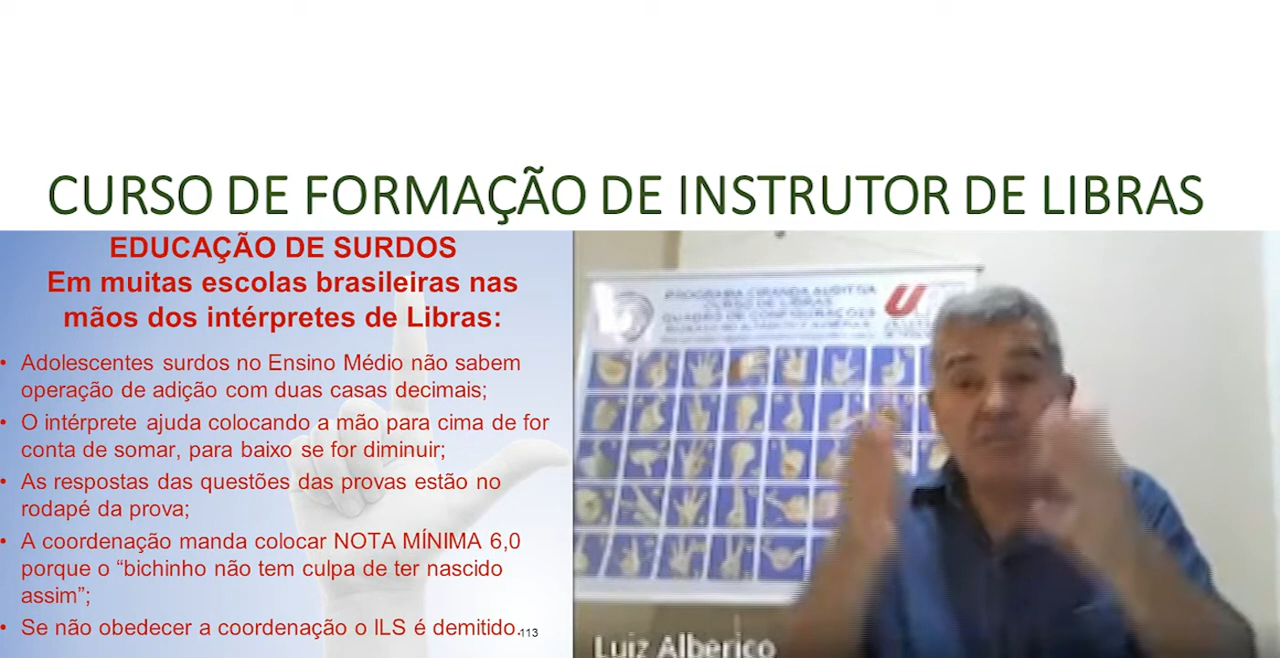 CURSO DE FORMAÇÃO DE INSTRUTOR DE LIBRAS
EDUCAÇÃO DE SURDOS
Em muitas escolas brasileiras nas
mãos dos intérpretes de Libras:
• Adolescentes surdos no Ensino Médio não sabem
operação de adição com duas casas decimais;
• O intérprete ajuda colocando a mão para cima de for
conta de somar, para baixo se for diminuir;
• As respostas das questões das provas estão no
rodapé da prova;
• A coordenação manda colocar NOTA MÍNIMA 6,0
porque o “bichinho não tem culpa de ter nascido
assim”;
• Se não obedecer a coordenação o ILS é demitido.
113
PROGRAMA CIRANDA AUDITIVA
CURSO DE LIBRAS
QUADRO DE CONFIGURAÇÕES
Luiz Alberico